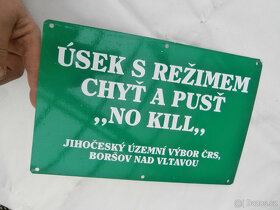 ÚSEK S REŽIMEM
CHYŤ A PUSŤ
,,NO KILL,,
JIHOČESKÝ ÚZEMNÍ VÝBOR ČRS,
BORŠOV NAD VLTAVOU